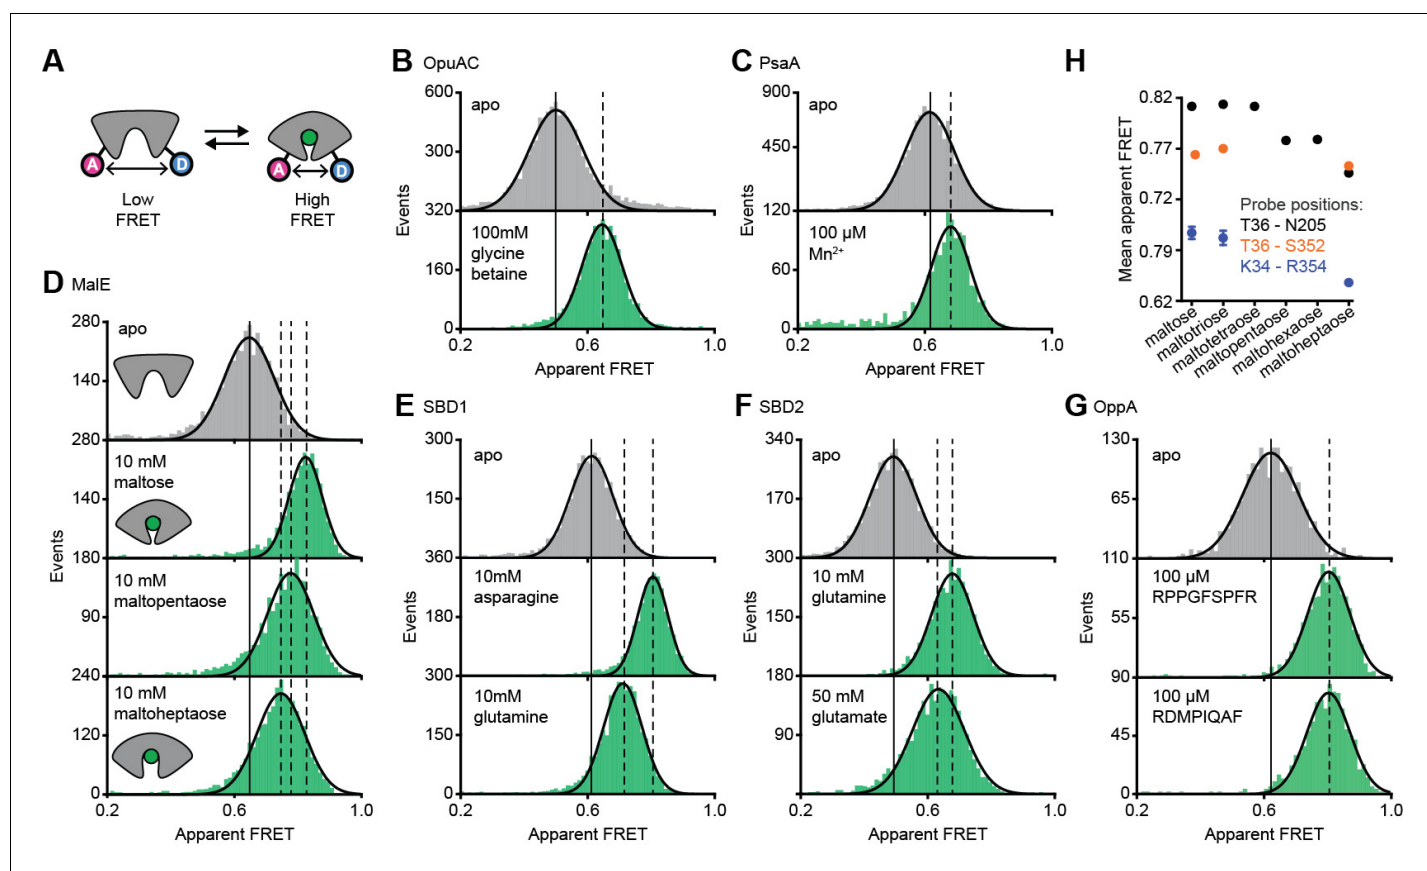 A
A
D
A
D
Low
FRET
High
FRET
B OpuAC
600
300
320
160
0
Events
apo
100mM
glycine
betaine
0.2
0.6
1.0
Apparent FRET
C PsaA
900
450
120
60
0
Events
apo
100 µM
Mn²⁺
0.2
0.6
1.0
Apparent FRET
H
0.82
0.77
0.72
0.79
0.62
Mean apparent FRET
Probe positions:
T36 - N205
T36 - S352
K34 - R354
maltose
maltotriose
maltotetraose
maltopentaose
maltohexaose
maltoheptaose
D MalE
280
140
280
140
180
90
240
120
0
Events
apo
10 mM
maltose
10 mM
maltopentaose
10 mM
maltoheptaose
0.2
0.6
1.0
Apparent FRET
E SBD1
300
150
360
180
300
150
0
Events
apo
10mM
asparagine
10mM
glutamine
0.2
0.6
1.0
Apparent FRET
F SBD2
340
170
300
150
180
90
0
Events
apo
10 mM
glutamine
50 mM
glutamate
0.2
0.6
1.0
Apparent FRET
G OppA
130
65
110
55
90
45
0
Events
apo
100 µM
RPPGFSPFR
100 µM
RDMPIQAF
0.2
0.6
1.0
Apparent FRET